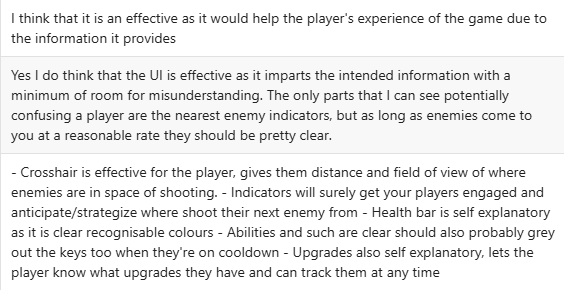 I think that it is an effective as it would help the player's experience of the game due to
the information it provides
Yes I do think that the UI is effective as it imparts the intended information with a
minimum of room for misunderstanding. The only parts that I can see potentially
confusing a player are the nearest enemy indicators, but as long as enemies come to
you at a reasonable rate they should be pretty clear.
- Crosshair is effective for the player, gives them distance and field of view of where
enemies are in space of shooting. - Indicators will surely get your players engaged and
anticipate/strategize where shoot their next enemy from - Health bar is self explanatory
as it is clear recognisable colours - Abilities and such are clear should also probably grey
out the keys too when they're on cooldown - Upgrades also self explanatory, lets the
player know what upgrades they have and can track them at any time